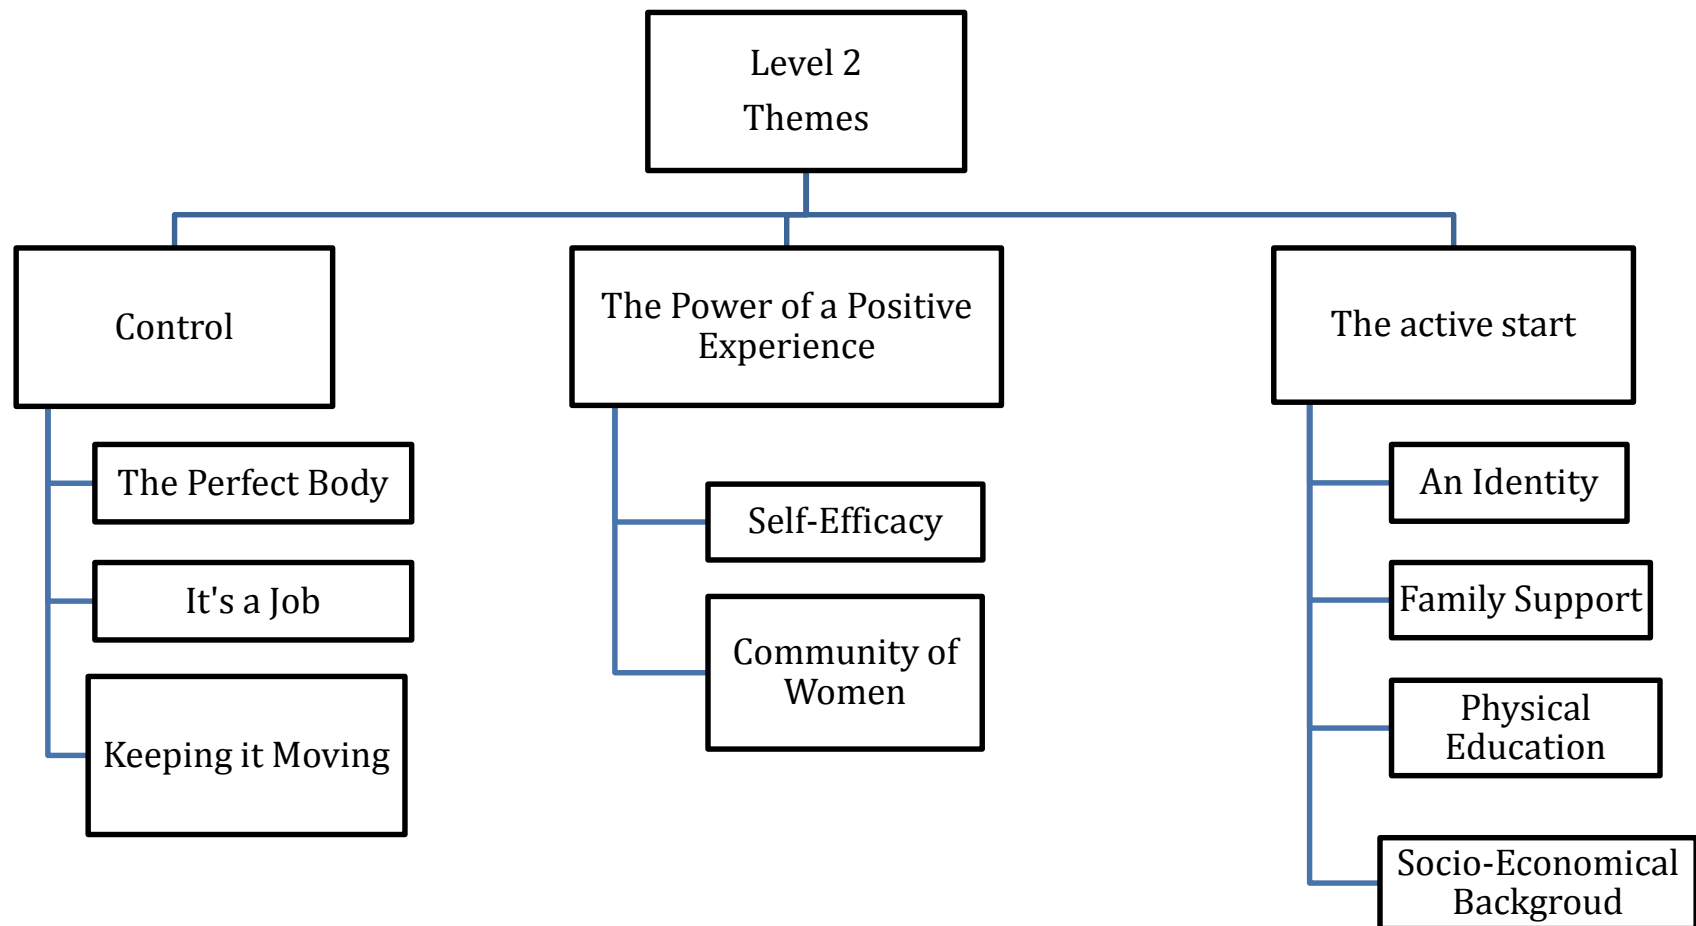 Level 2
Themes
Control
The Perfect Body
It's a Job
Keeping it Moving
The Power of a Positive
Experience
Self-Efficacy
Community of
Women
The active start
An Identity
Family Support
Physical
Education
Socio-Economical
Backgroud